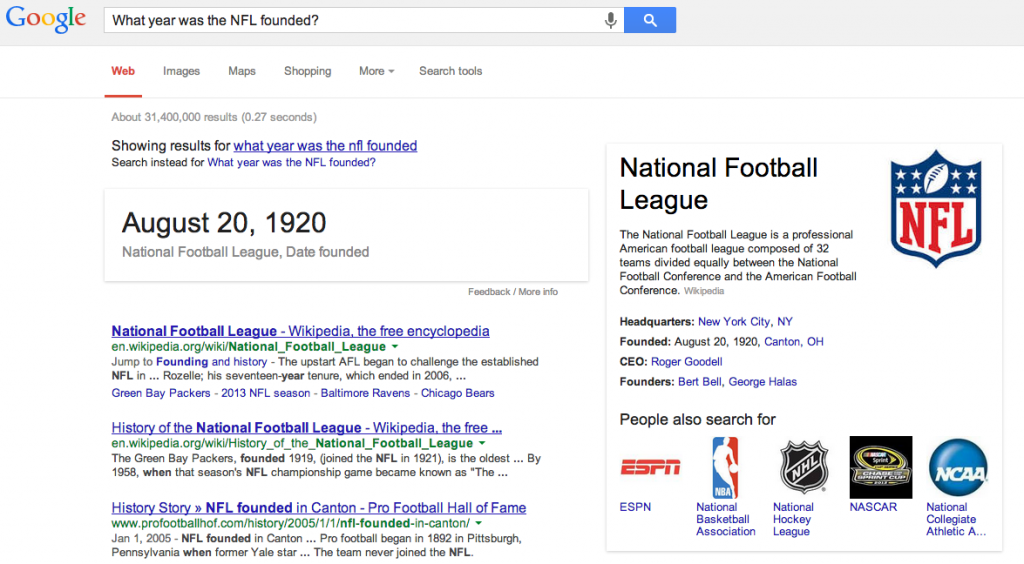 Google
What year was the NFL founded?
Web Images Maps Shopping More Search tools
About 31,400,000 results (0.27 seconds)
Showing results for what year was the nfl founded
Search instead for What year was the NFL founded?
August 20, 1920
National Football League, Date founded
Feedback / More info
National Football League - Wikipedia, the free encyclopedia
en.wikipedia.org/wiki/National_Football_League
Jump to Founding and history - The upstart AFL began to challenge the established
NFL in ... Rozelle; his seventeen-year tenure, which ended in 2006, ...
Green Bay Packers - 2013 NFL season - Baltimore Ravens - Chicago Bears
History of the National Football League - Wikipedia, the free ...
en.wikipedia.org/wiki/History_of_the_National_Football_League
The Green Bay Packers, founded 1919, (joined the NFL in 1921), is the oldest ... By
1958, when that season's NFL championship game became known as "The ...
History Story » NFL founded in Canton - Pro Football Hall of Fame
www.profootballhof.com/history/2005/1/1/nfl-founded-in-canton/
Jan 1, 2005 - NFL founded in Canton ... Pro football began in 1892 in Pittsburgh,
Pennsylvania when former Yale star ... The team never joined the NFL.
National Football
League
NFL
The National Football League is a professional
American football league composed of 32
teams divided equally between the National
Football Conference and the American Football
Conference. Wikipedia
Headquarters: New York City, NY
Founded: August 20, 1920, Canton, OH
CEO: Roger Goodell
Founders: Bert Bell, George Halas
People also search for
ESPN NBA NHL NASCAR Sprint CHASE SPRINT CUP NCAA
ESPN
National
Basketball
Association
National
Hockey
League
NASCAR
National
Collegiate
Athletic A...